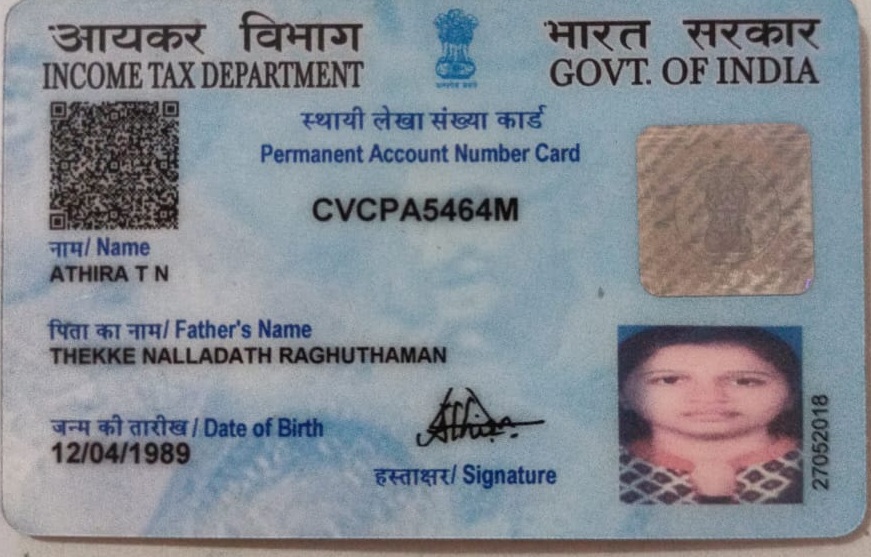 आयकर विभाग
INCOME TAX DEPARTMENT
भारत सरकार
GOVT. OF INDIA
स्थायी लेखा संख्या कार्ड
Permanent Account Number Card
CVCPA5464M
नाम/ Name
ATHIRA T N
पिता का नाम/ Father's Name
THEKKE NALLADATH RAGHUTHAMAN
जन्म की तारीख / Date of Birth
12/04/1989
हस्ताक्षर/ Signature
27052018